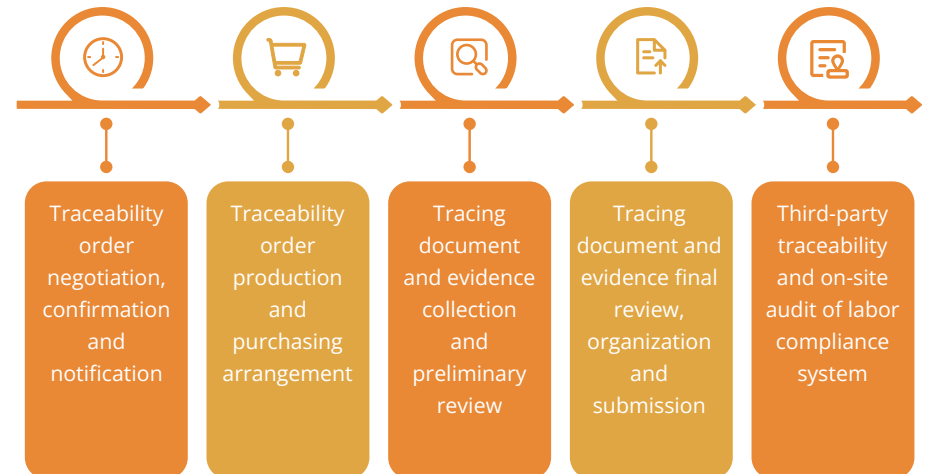 Traceability
order
negotiation,
confirmation
and
notification
Traceability
order
production
and
purchasing
arrangement
Tracing
document
and evidence
collection
and
preliminary
review
Tracing
document and
evidence final
review,
organization
and
submission
Third-party
traceability
and on-site
audit of labor
compliance
system